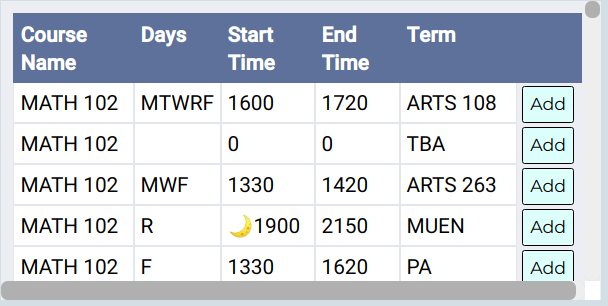 Course Name Days Start Time End Time Term
MATH 102 MTWRF 1600 1720 ARTS 108 Add
MATH 102 0 0 TBA Add
MATH 102 MWF 1330 1420 ARTS 263 Add
MATH 102 R 🌙1900 2150 MUEN Add
MATH 102 F 1330 1620 PA Add